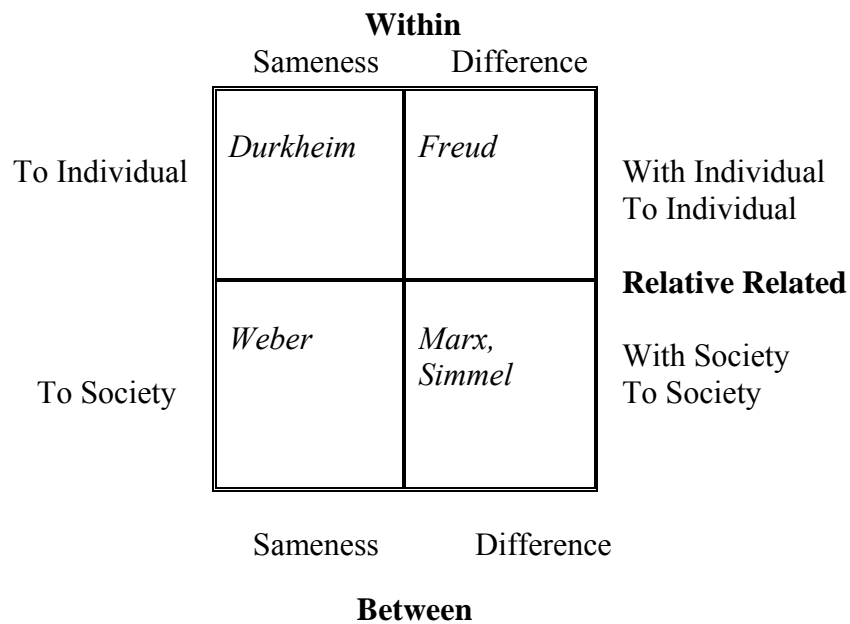 Within
Sameness Difference
To Individual
Durkheim Freud
With Individual
To Individual
Relative Related
Weber Marx,
Simmel
To Society
With Society
To Society
Sameness Difference
Between